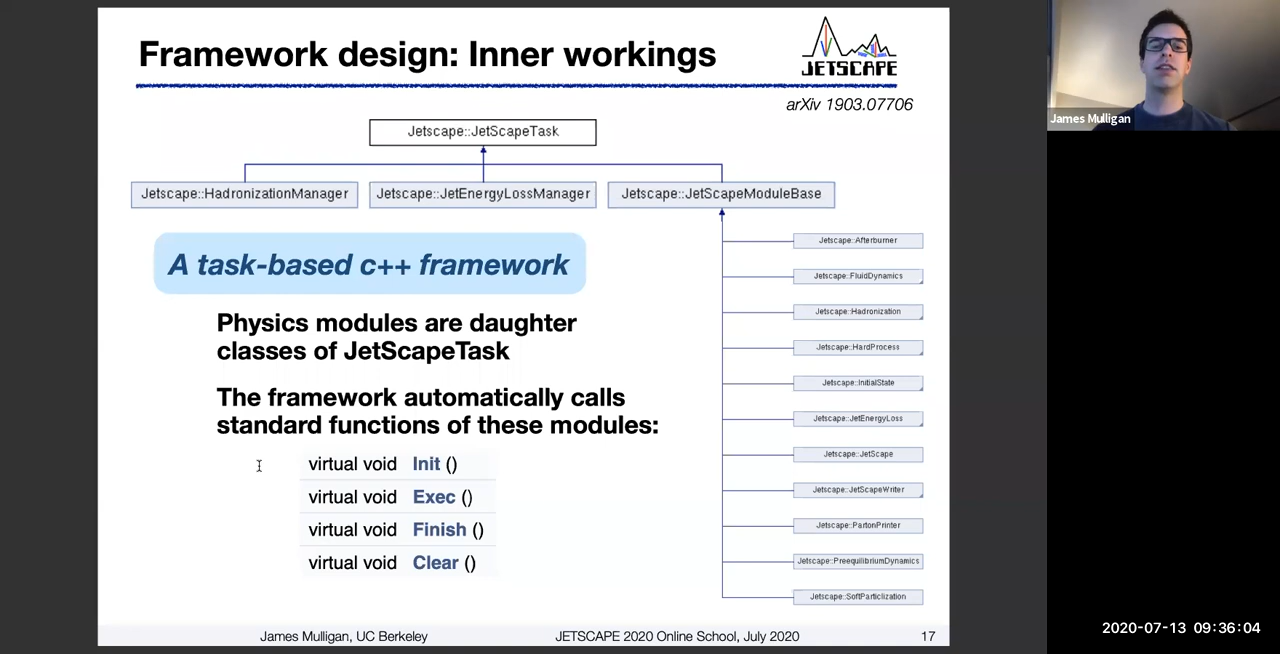 Framework design: Inner workings
JETSCAPE
arXiv 1903.07706
Jetscape::JetScapeTask
Jetscape::HadronizationManager
Jetscape::JetEnergyLossManager
Jetscape::JetScapeModuleBase
A task-based c++ framework
Physics modules are daughter
classes of JetScapeTask
The framework automatically calls
standard functions of these modules:
virtual void Init ()
virtual void Exec ()
virtual void Finish ()
virtual void Clear ()
Jetscape::Afterburner
Jetscape::FluidDynamics
Jetscape::Hadronization
Jetscape::HardProcess
Jetscape::InitialState
Jetscape::JetEnergyLoss
Jetscape::JetScape
Jetscape::JetScapeWriter
Jetscape::PartonPrinter
Jetscape::PreequilibriumDynamics
Jetscape::SoftParticlization
James Mulligan, UC Berkeley
JETSCAPE 2020 Online School, July 2020
17
James Mulligan
2020-07-13 09:36:04